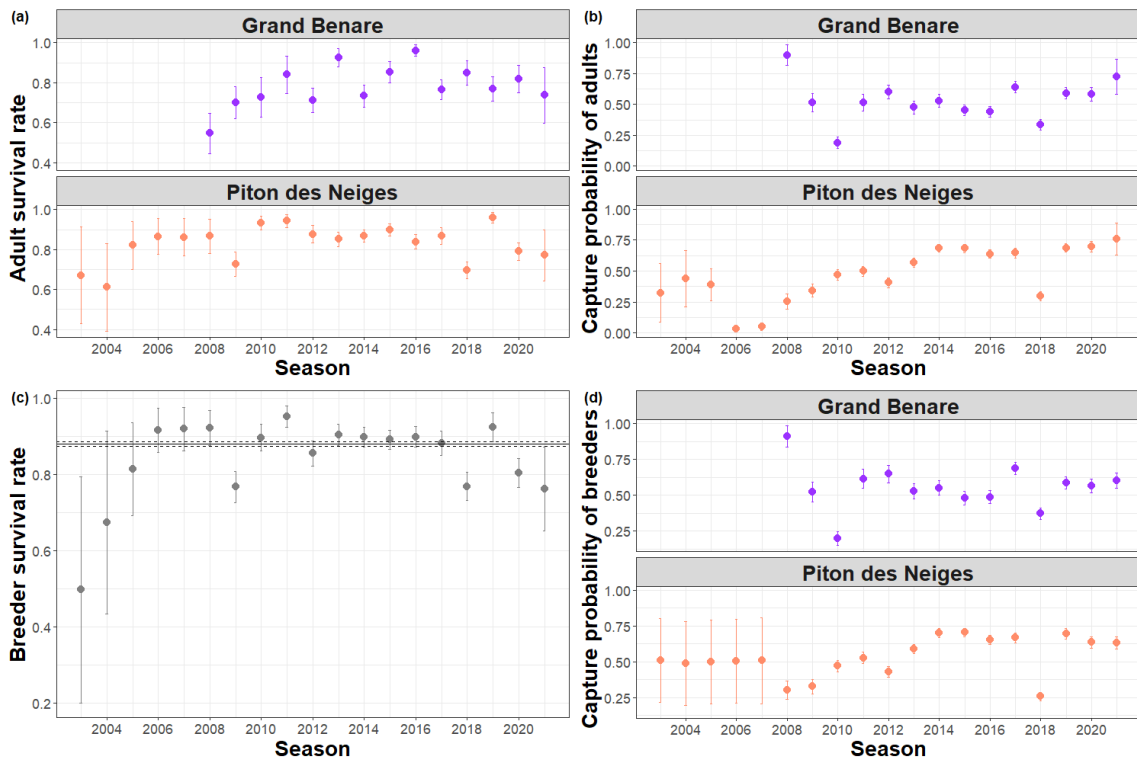 (a)
Grand Benare
1.0
0.8
0.6
0.4
Piton des Neiges
1.0
0.8
0.6
0.4
Adult survival rate
2004 2006 2008 2010 2012 2014 2016 2018 2020
Season
(b)
Grand Benare
1.00
0.75
0.50
0.25
0.00
Piton des Neiges
1.00
0.75
0.50
0.25
0.00
Capture probability of adults
2004 2006 2008 2010 2012 2014 2016 2018 2020
Season
(c)
1.0
0.8
0.6
0.4
0.2
Breeder survival rate
2004 2006 2008 2010 2012 2014 2016 2018 2020
Season
(d)
Grand Benare
1.00
0.75
0.50
0.25
Piton des Neiges
1.00
0.75
0.50
0.25
Capture probability of breeders
2004 2006 2008 2010 2012 2014 2016 2018 2020
Season